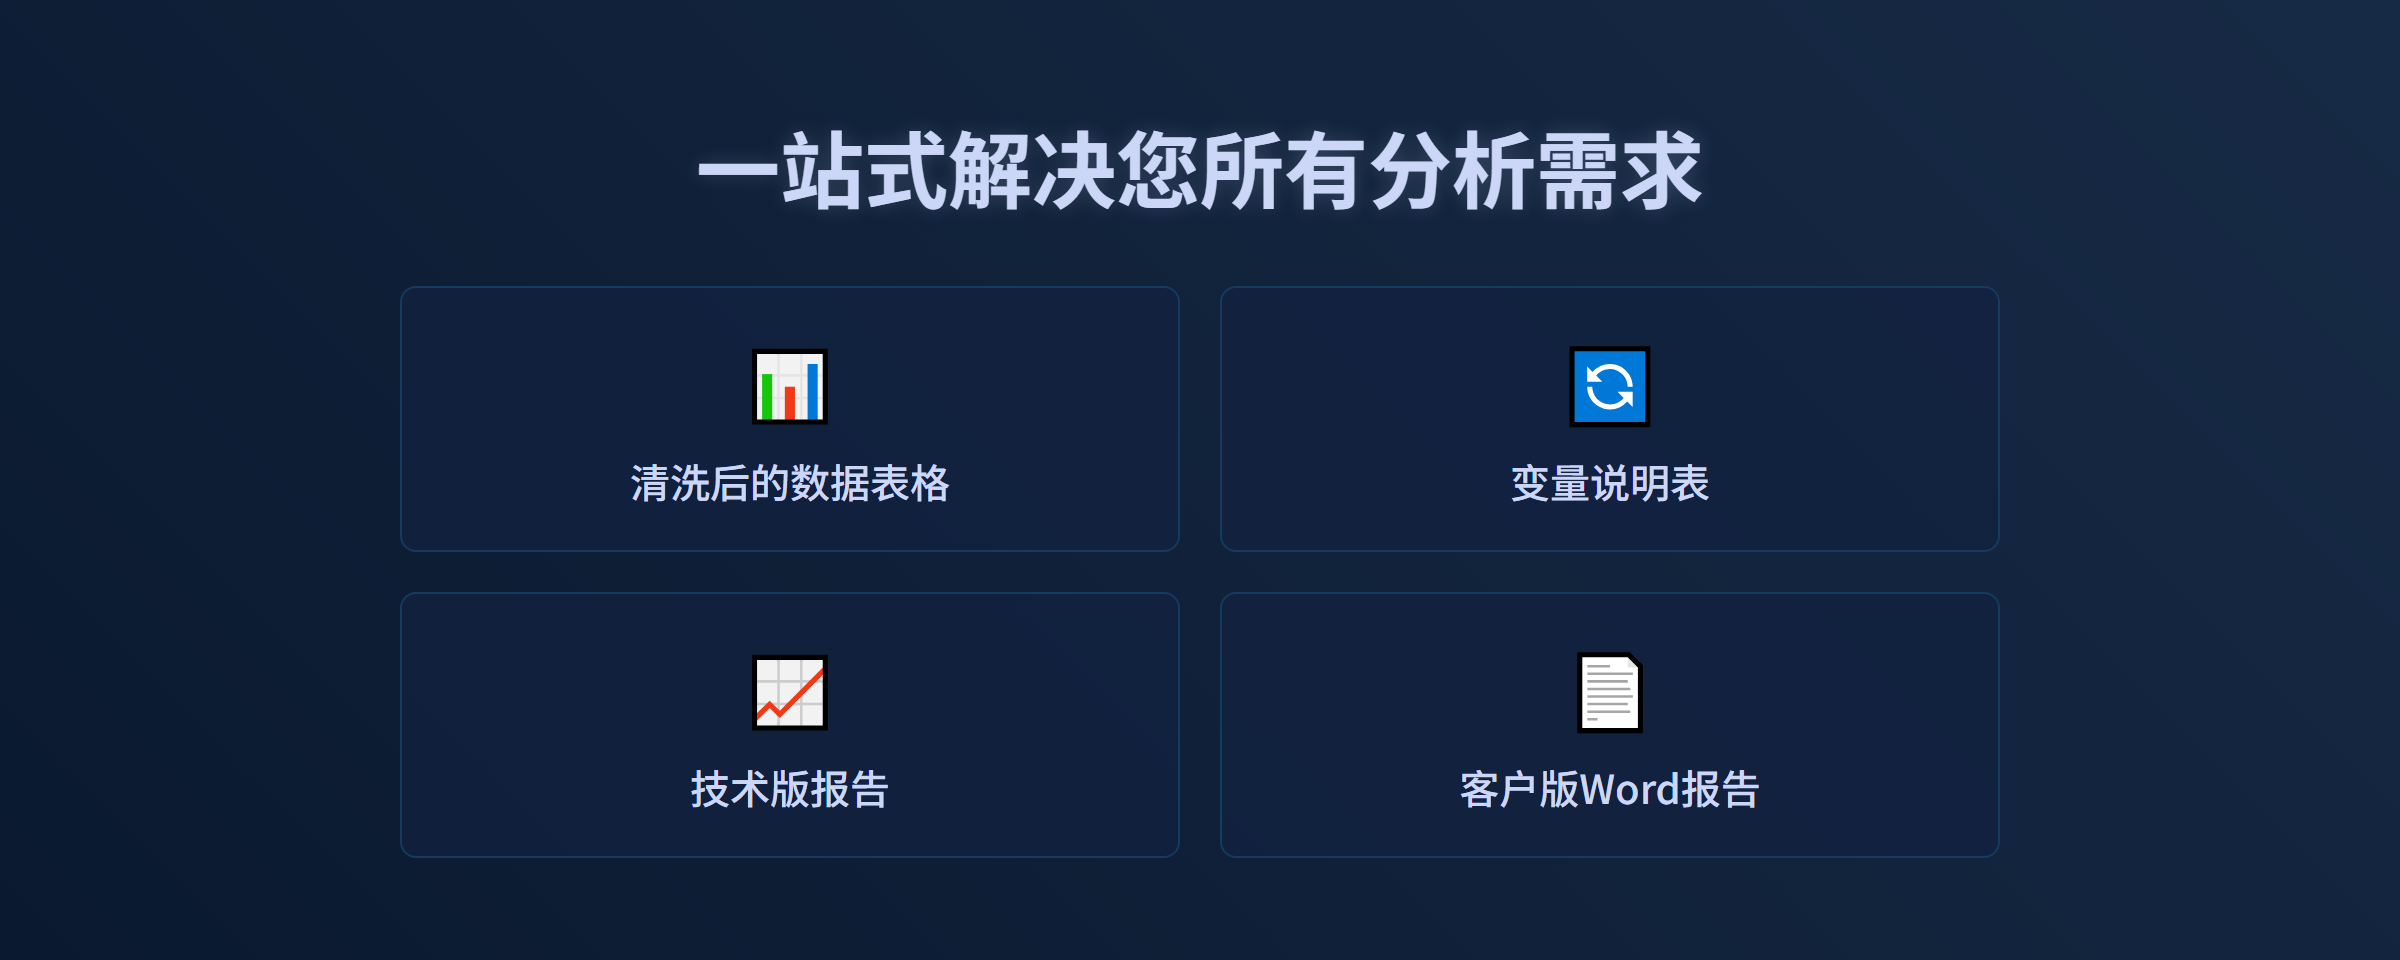 一站式解决您所有分析需求
清洗后的数据表格
变量说明表
技术版报告
客户版Word报告